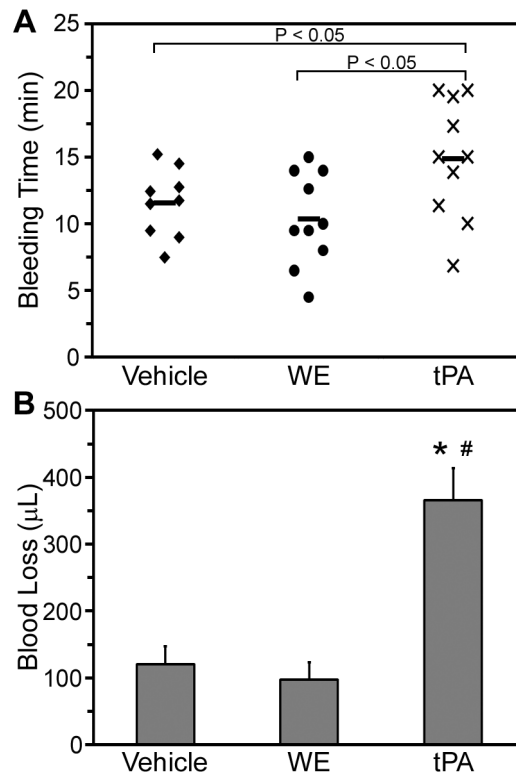 A
25
P < 0.05
P < 0.05
20
15
10
5
0
Bleeding Time (min)
Vehicle WE tPA
B
500
* #
400
300
200
100
0
Blood Loss (μL)
Vehicle WE tPA